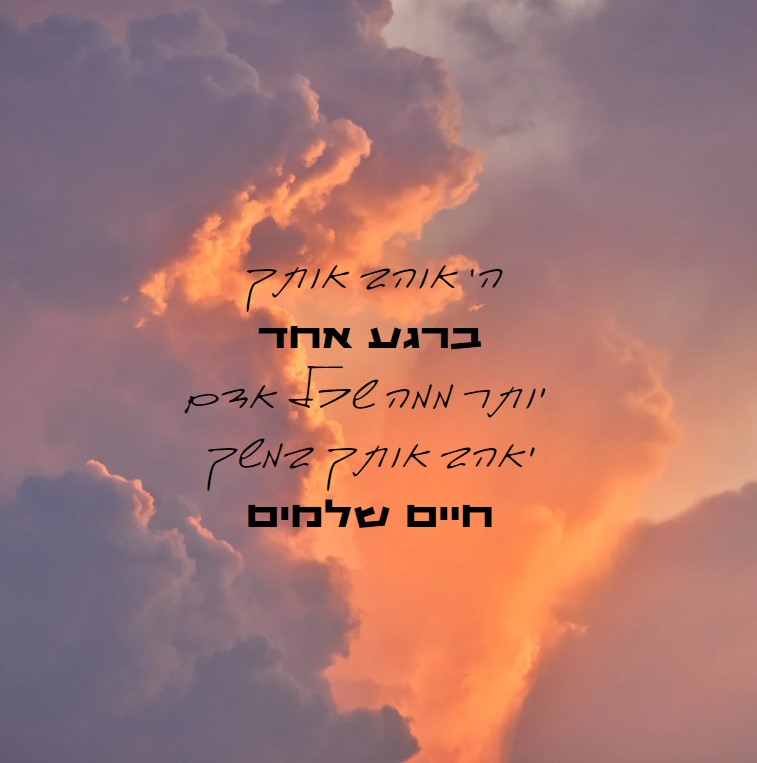 ה' אוהב אותך
ברגע אחד
יותר ממה שכל אדם
יאהב אותך במשך
חיים שלמים